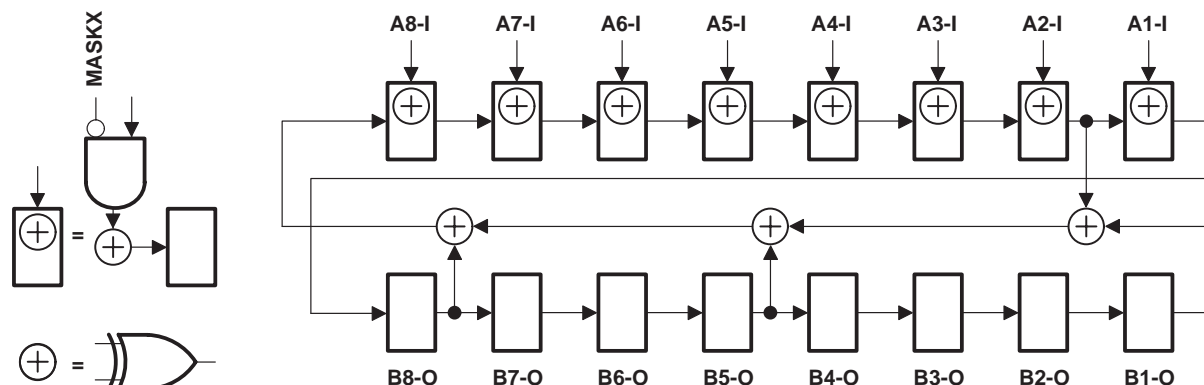 MASKX
A8-I A7-I A6-I A5-I A4-I A3-I A2-I A1-I
=
=
B8-O B7-O B6-O B5-O B4-O B3-O B2-O B1-O